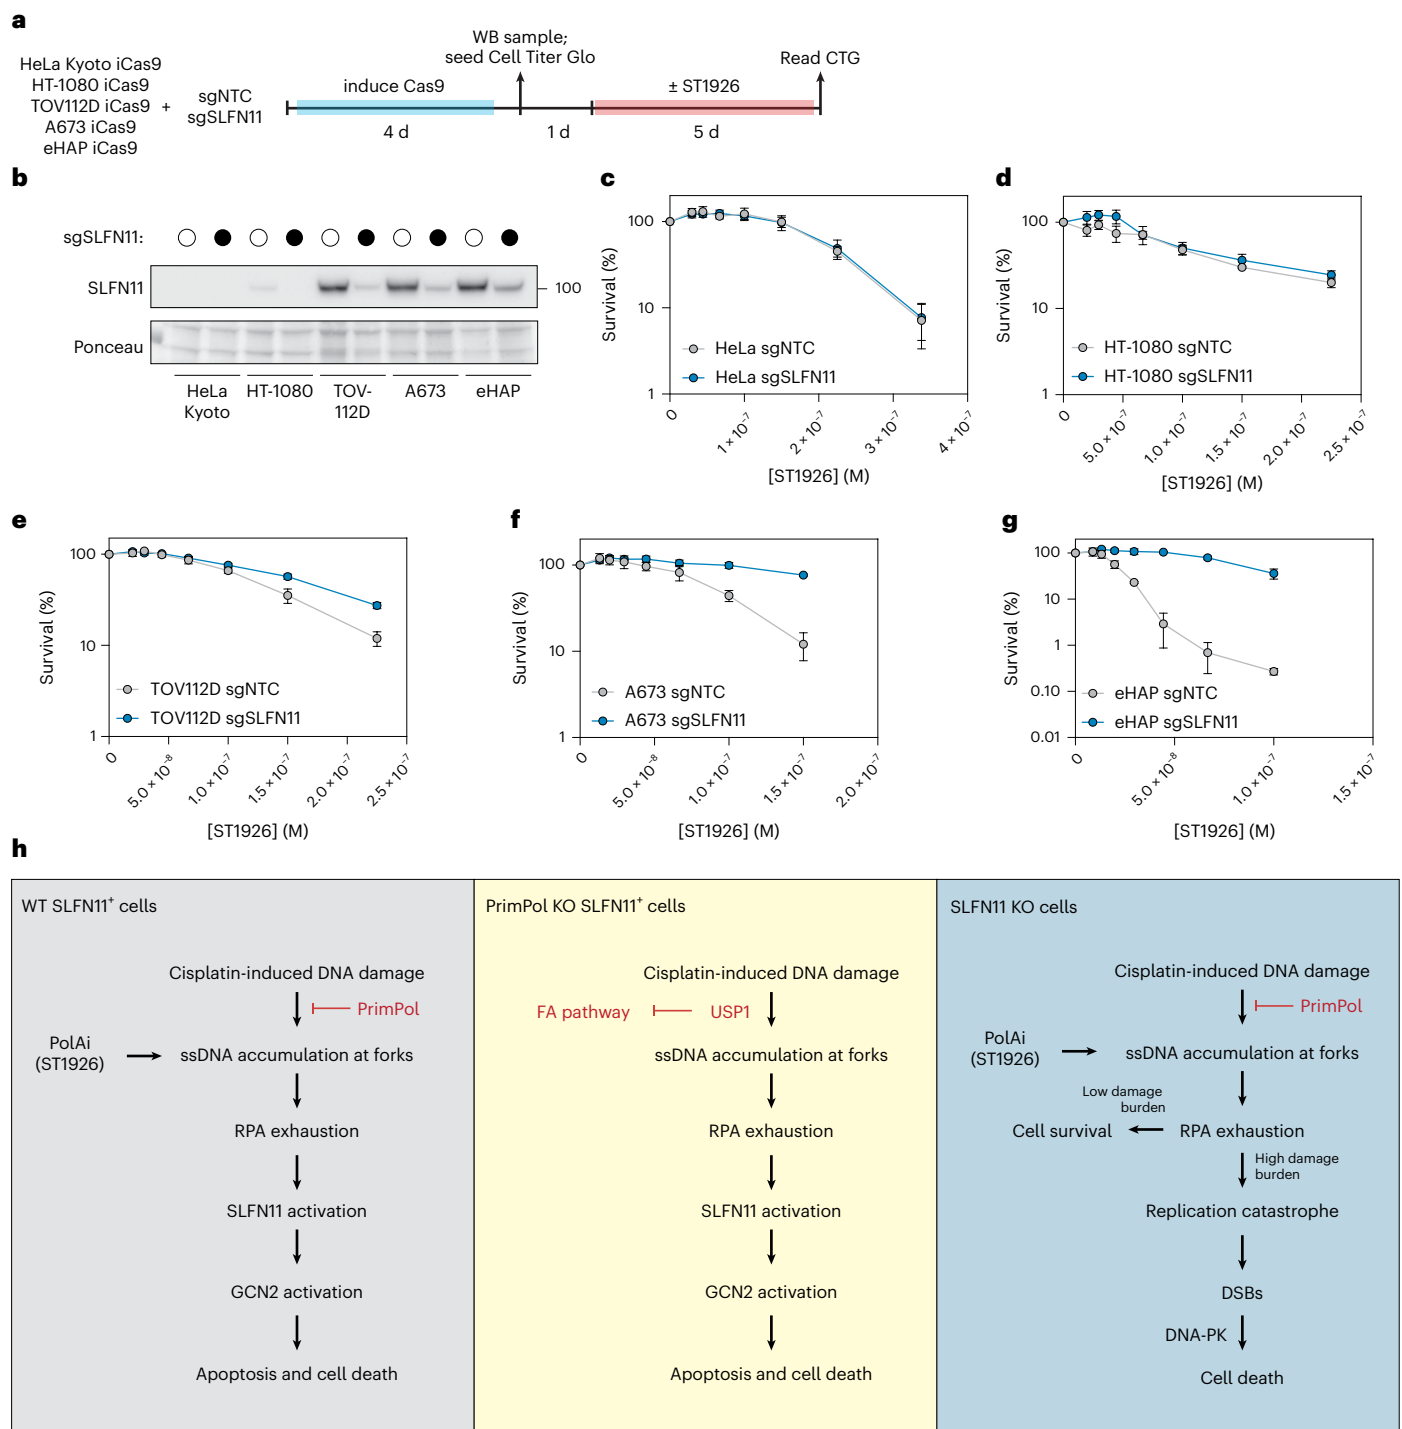 a
HeLa Kyoto iCas9
HT-1080 iCas9
TOV112D iCas9 +
A673 iCas9
eHAP iCas9
sgNTC
sgSLFN11
induce Cas9
4 d
WB sample;
seed Cell Titer Glo
1 d
± ST1926
5 d
Read CTG
b
sgSLFN11:
SLFN11
100
Ponceau
HeLa
Kyoto
HT-1080
TOV-
112D
A673
eHAP
c
Survival (%)
100
10
1
HeLa sgNTC
HeLa sgSLFN11
0
1 × 10⁻⁷
2 × 10⁻⁷
3 × 10⁻⁷
4 × 10⁻⁷
[ST1926] (M)
d
Survival (%)
100
10
1
HT-1080 sgNTC
HT-1080 sgSLFN11
0
5.0 × 10⁻⁷
1.0 × 10⁻⁷
1.5 × 10⁻⁷
2.0 × 10⁻⁷
2.5 × 10⁻⁷
[ST1926] (M)
e
Survival (%)
100
10
1
TOV112D sgNTC
TOV112D sgSLFN11
0
5.0 × 10⁻⁸
1.0 × 10⁻⁷
1.5 × 10⁻⁷
2.0 × 10⁻⁷
2.5 × 10⁻⁷
[ST1926] (M)
f
Survival (%)
100
10
1
A673 sgNTC
A673 sgSLFN11
0
5.0 × 10⁻⁸
1.0 × 10⁻⁷
1.5 × 10⁻⁷
2.0 × 10⁻⁷
[ST1926] (M)
g
Survival (%)
100
10
1
0.10
0.01
eHAP sgNTC
eHAP sgSLFN11
0
5.0 × 10⁻⁸
1.0 × 10⁻⁷
1.5 × 10⁻⁷
[ST1926] (M)
h
WT SLFN11⁺ cells
Cisplatin-induced DNA damage
PrimPol
PolAi
(ST1926)
ssDNA accumulation at forks
RPA exhaustion
SLFN11 activation
GCN2 activation
Apoptosis and cell death
PrimPol KO SLFN11⁺ cells
Cisplatin-induced DNA damage
FA pathway
USP1
ssDNA accumulation at forks
RPA exhaustion
SLFN11 activation
GCN2 activation
Apoptosis and cell death
SLFN11 KO cells
Cisplatin-induced DNA damage
PrimPol
PolAi
(ST1926)
ssDNA accumulation at forks
Low damage
burden
Cell survival
RPA exhaustion
High damage
burden
Replication catastrophe
DSBs
DNA-PK
Cell death